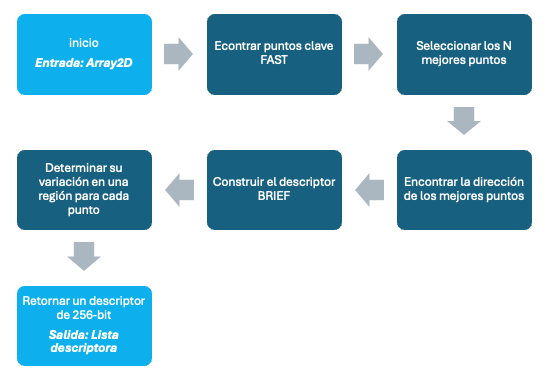 inicio
Entrada: Array2D
Econtrar puntos clave
FAST
Seleccionar los N
mejores puntos
Encontrar la dirección
de los mejores puntos
Construir el descriptor
BRIEF
Determinar su
variación en una
región para cada
punto
Retornar un descriptor
de 256-bit
Salida: Lista
descriptora